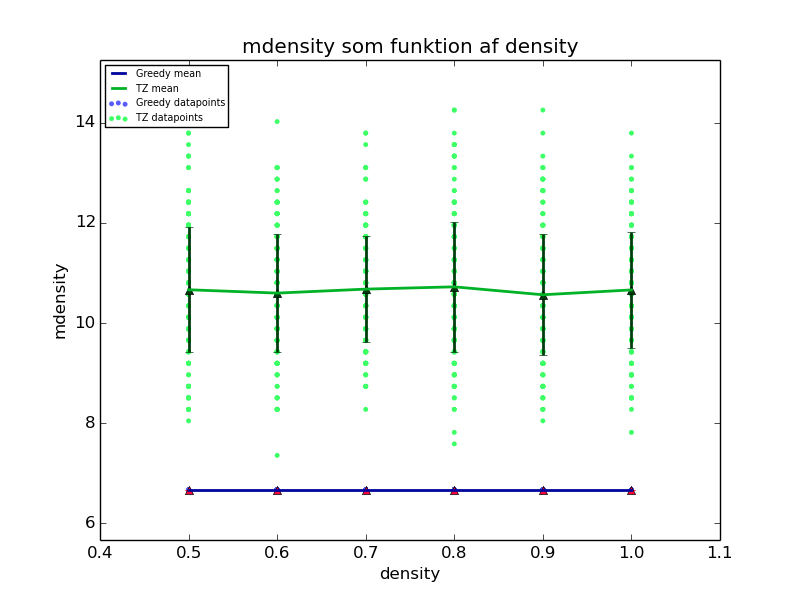 mdensity som funktion af density
Greedy mean
TZ mean
Greedy datapoints
TZ datapoints
14
12
10
8
6
mdensity
0.4 0.5 0.6 0.7 0.8 0.9 1.0 1.1
density